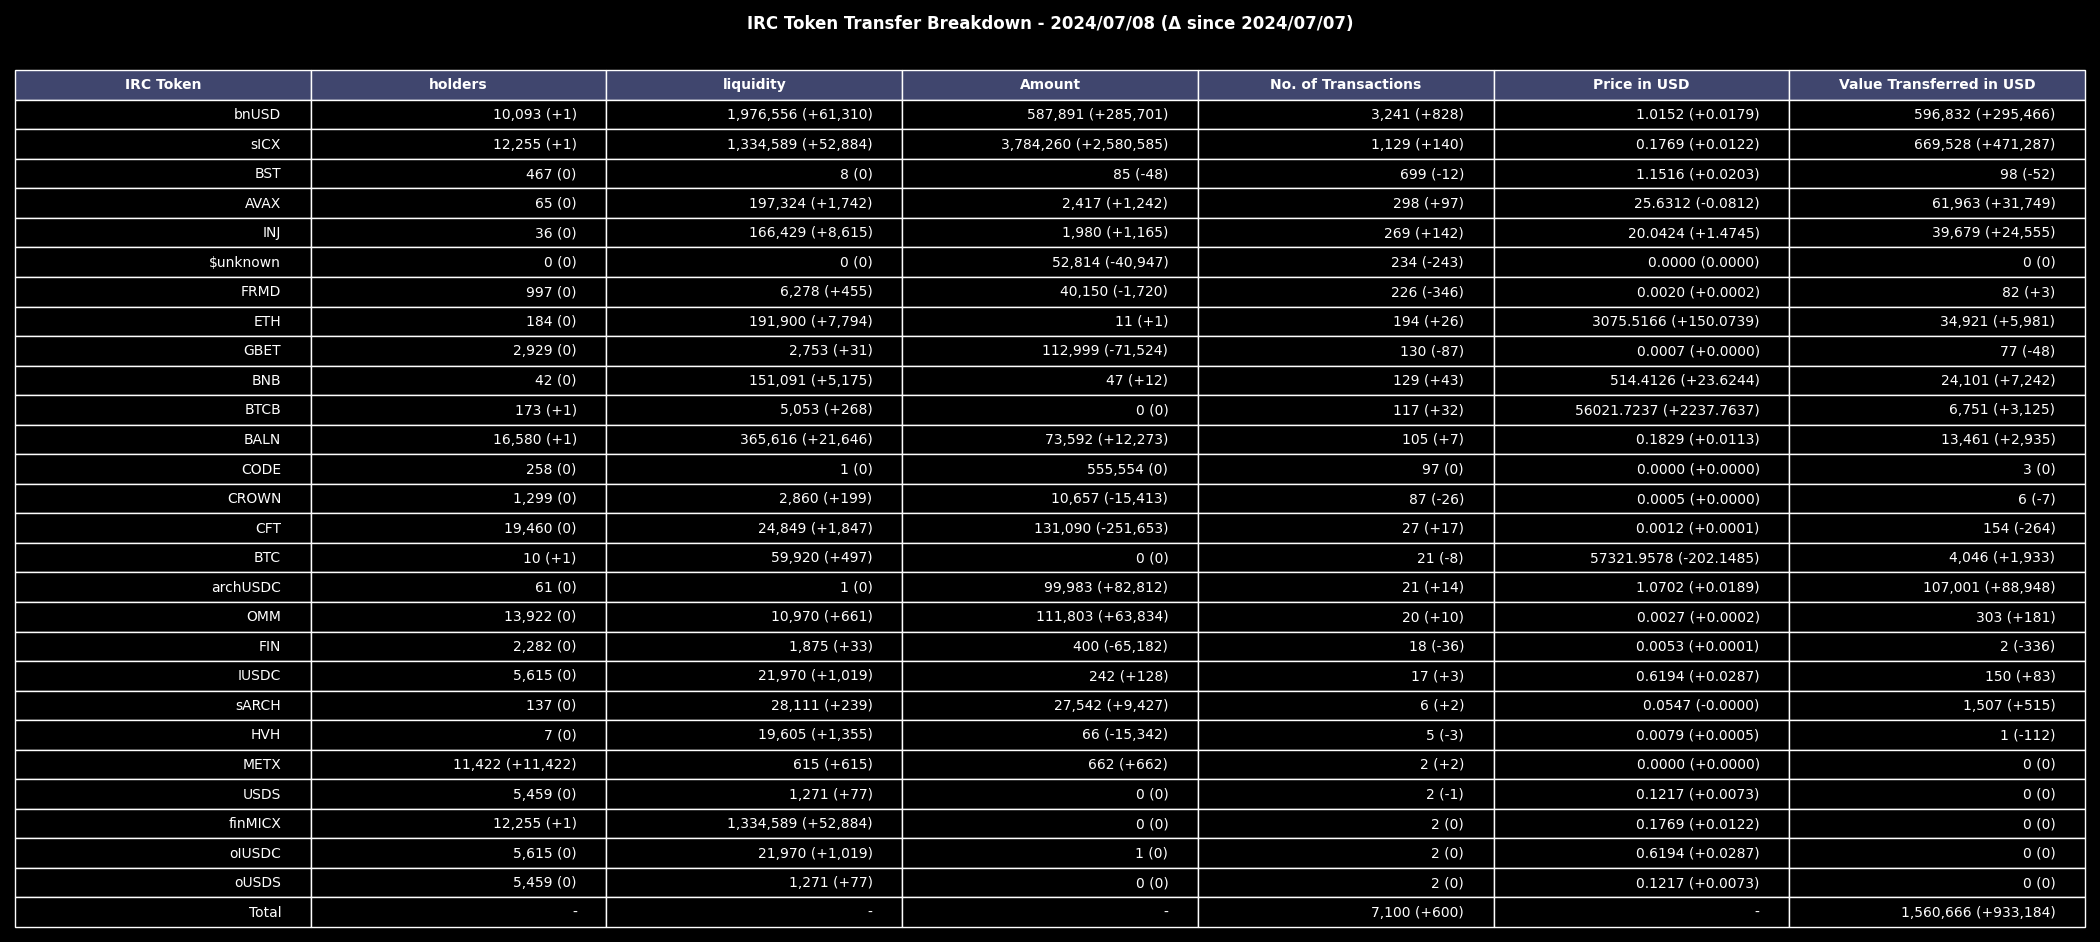 IRC Token Transfer Breakdown - 2024/07/08 (Δ since 2024/07/07)
IRC Token holders liquidity Amount No. of Transactions Price in USD Value Transferred in USD
bnUSD 10,093 (+1) 1,976,556 (+61,310) 587,891 (+285,701) 3,241 (+828) 1.0152 (+0.0179) 596,832 (+295,466)
sICX 12,255 (+1) 1,334,589 (+52,884) 3,784,260 (+2,580,585) 1,129 (+140) 0.1769 (+0.0122) 669,528 (+471,287)
BST 467 (0) 8 (0) 85 (-48) 699 (-12) 1.1516 (+0.0203) 98 (-52)
AVAX 65 (0) 197,324 (+1,742) 2,417 (+1,242) 298 (+97) 25.6312 (-0.0812) 61,963 (+31,749)
INJ 36 (0) 166,429 (+8,615) 1,980 (+1,165) 269 (+142) 20.0424 (+1.4745) 39,679 (+24,555)
$unknown 0 (0) 0 (0) 52,814 (-40,947) 234 (-243) 0.0000 (0.0000) 0 (0)
FRMD 997 (0) 6,278 (+455) 40,150 (-1,720) 226 (-346) 0.0020 (+0.0002) 82 (+3)
ETH 184 (0) 191,900 (+7,794) 11 (+1) 194 (+26) 3075.5166 (+150.0739) 34,921 (+5,981)
GBET 2,929 (0) 2,753 (+31) 112,999 (-71,524) 130 (-87) 0.0007 (+0.0000) 77 (-48)
BNB 42 (0) 151,091 (+5,175) 47 (+12) 129 (+43) 514.4126 (+23.6244) 24,101 (+7,242)
BTCB 173 (+1) 5,053 (+268) 0 (0) 117 (+32) 56021.7237 (+2237.7637) 6,751 (+3,125)
BALN 16,580 (+1) 365,616 (+21,646) 73,592 (+12,273) 105 (+7) 0.1829 (+0.0113) 13,461 (+2,935)
CODE 258 (0) 1 (0) 555,554 (0) 97 (0) 0.0000 (+0.0000) 3 (0)
CROWN 1,299 (0) 2,860 (+199) 10,657 (-15,413) 87 (-26) 0.0005 (+0.0000) 6 (-7)
CFT 19,460 (0) 24,849 (+1,847) 131,090 (-251,653) 27 (+17) 0.0012 (+0.0001) 154 (-264)
BTC 10 (+1) 59,920 (+497) 0 (0) 21 (-8) 57321.9578 (-202.1485) 4,046 (+1,933)
archUSDC 61 (0) 1 (0) 99,983 (+82,812) 21 (+14) 1.0702 (+0.0189) 107,001 (+88,948)
OMM 13,922 (0) 10,970 (+661) 111,803 (+63,834) 20 (+10) 0.0027 (+0.0002) 303 (+181)
FIN 2,282 (0) 1,875 (+33) 400 (-65,182) 18 (-36) 0.0053 (+0.0001) 2 (-336)
IUSDC 5,615 (0) 21,970 (+1,019) 242 (+128) 17 (+3) 0.6194 (+0.0287) 150 (+83)
sARCH 137 (0) 28,111 (+239) 27,542 (+9,427) 6 (+2) 0.0547 (-0.0000) 1,507 (+515)
HVH 7 (0) 19,605 (+1,355) 66 (-15,342) 5 (-3) 0.0079 (+0.0005) 1 (-112)
METX 11,422 (+11,422) 615 (+615) 662 (+662) 2 (+2) 0.0000 (+0.0000) 0 (0)
USDS 5,459 (0) 1,271 (+77) 0 (0) 2 (-1) 0.1217 (+0.0073) 0 (0)
finMICX 12,255 (+1) 1,334,589 (+52,884) 0 (0) 2 (0) 0.1769 (+0.0122) 0 (0)
oIUSDC 5,615 (0) 21,970 (+1,019) 1 (0) 2 (0) 0.6194 (+0.0287) 0 (0)
oUSDS 5,459 (0) 1,271 (+77) 0 (0) 2 (0) 0.1217 (+0.0073) 0 (0)
Total - - - 7,100 (+600) - 1,560,666 (+933,184)